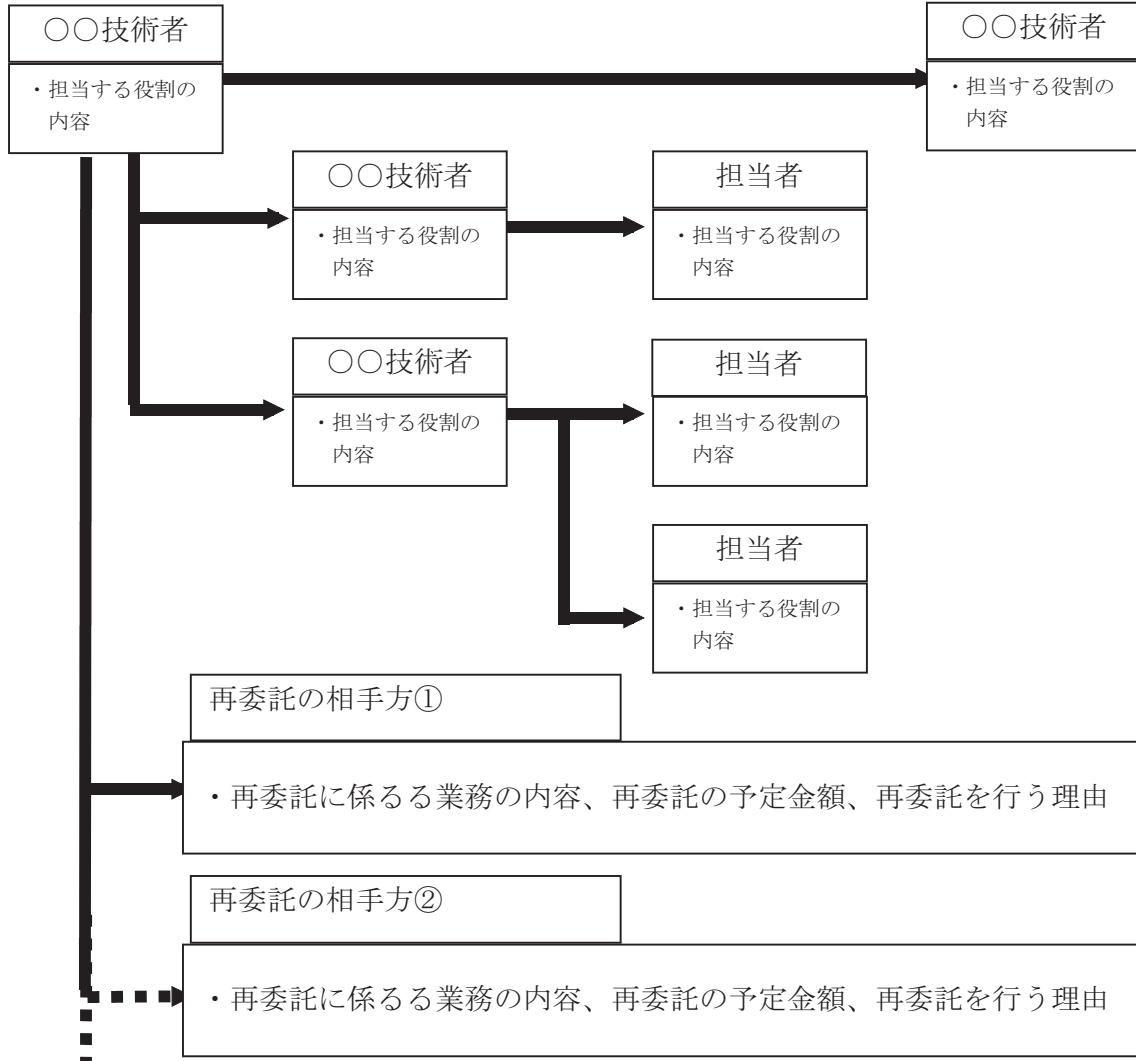 〇〇技術者
・担当する役割の
内容
〇〇技術者
・担当する役割の
内容
〇〇技術者
・担当する役割の
内容
担当者
・担当する役割の
内容
〇〇技術者
・担当する役割の
内容
担当者
・担当する役割の
内容
担当者
・担当する役割の
内容
再委託の相手方①
・再委託に係るる業務の内容、再委託の予定金額、再委託を行う理由
再委託の相手方②
・再委託に係るる業務の内容、再委託の予定金額、再委託を行う理由